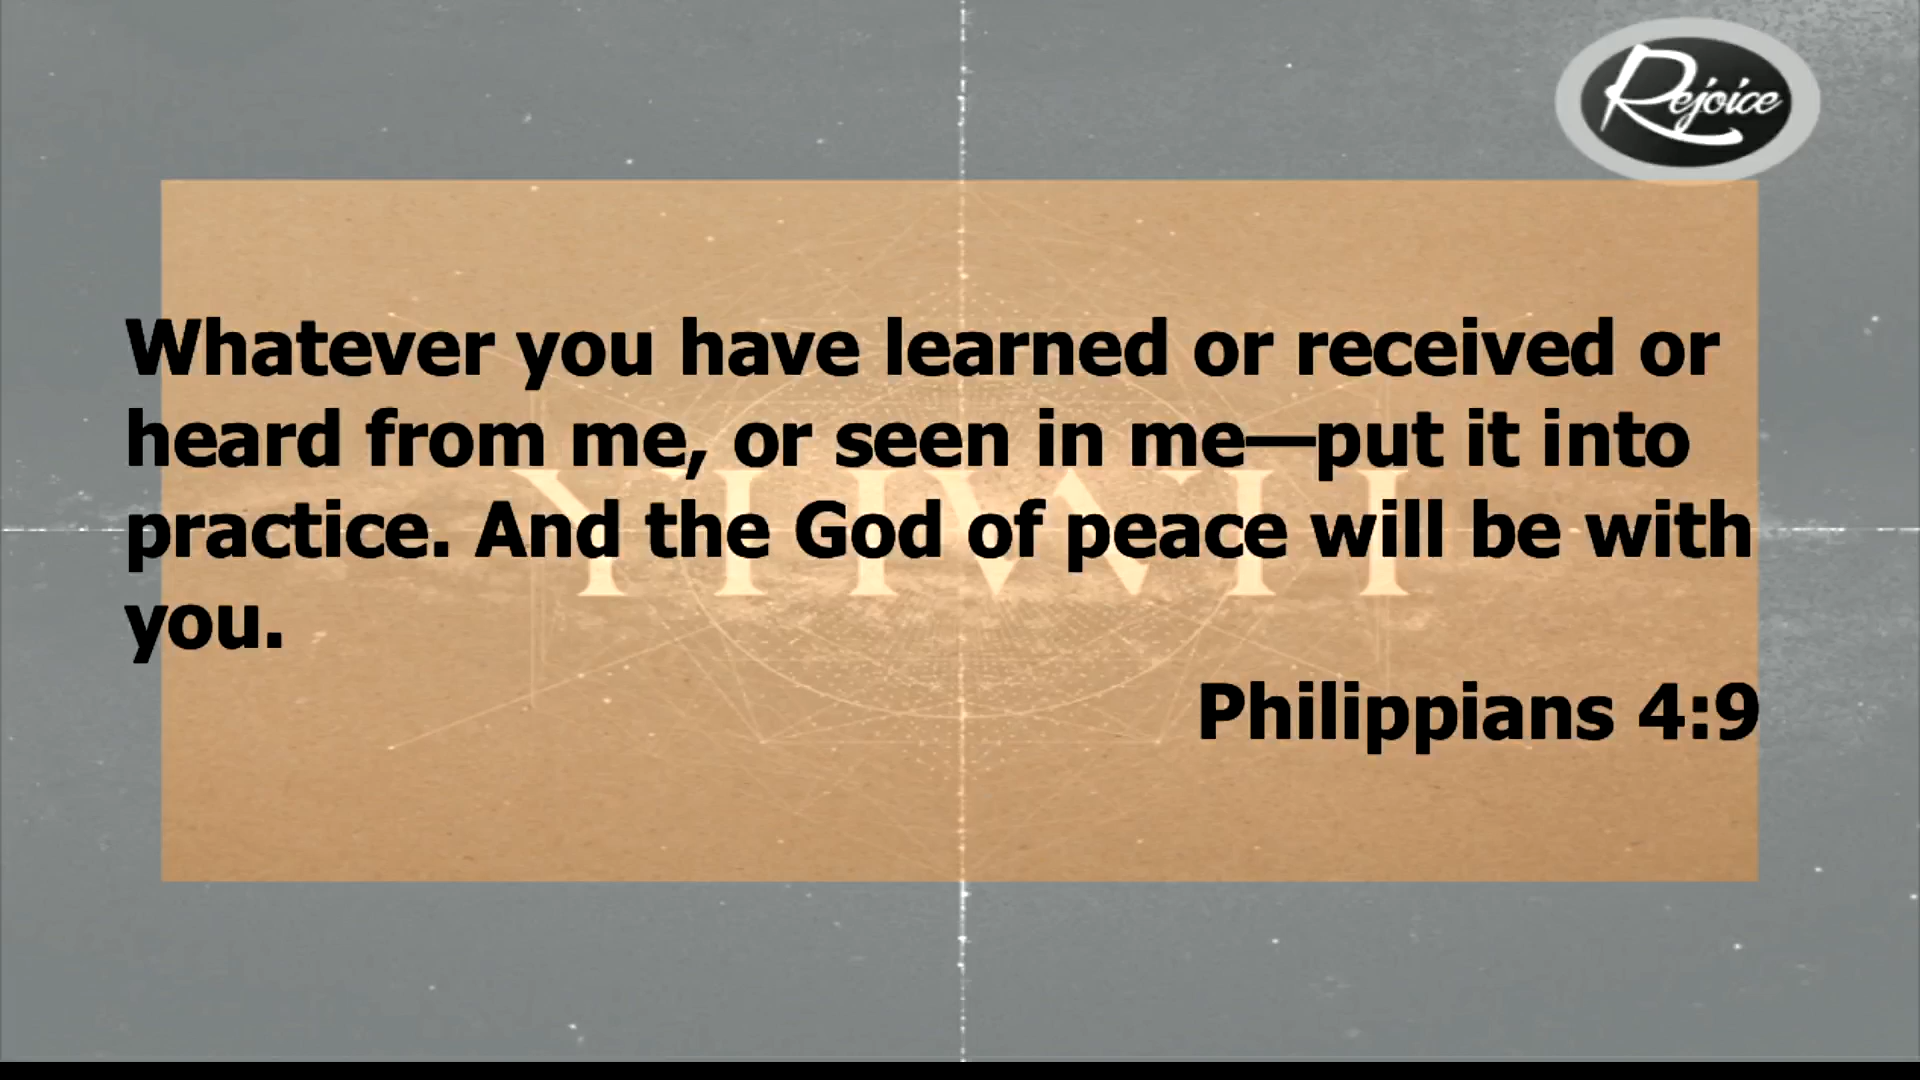 Rejoice
Whatever you have learned or received or
heard from me, or seen in me—put it into
practice. And the God of peace will be with
you.
Philippians 4:9
YHWH